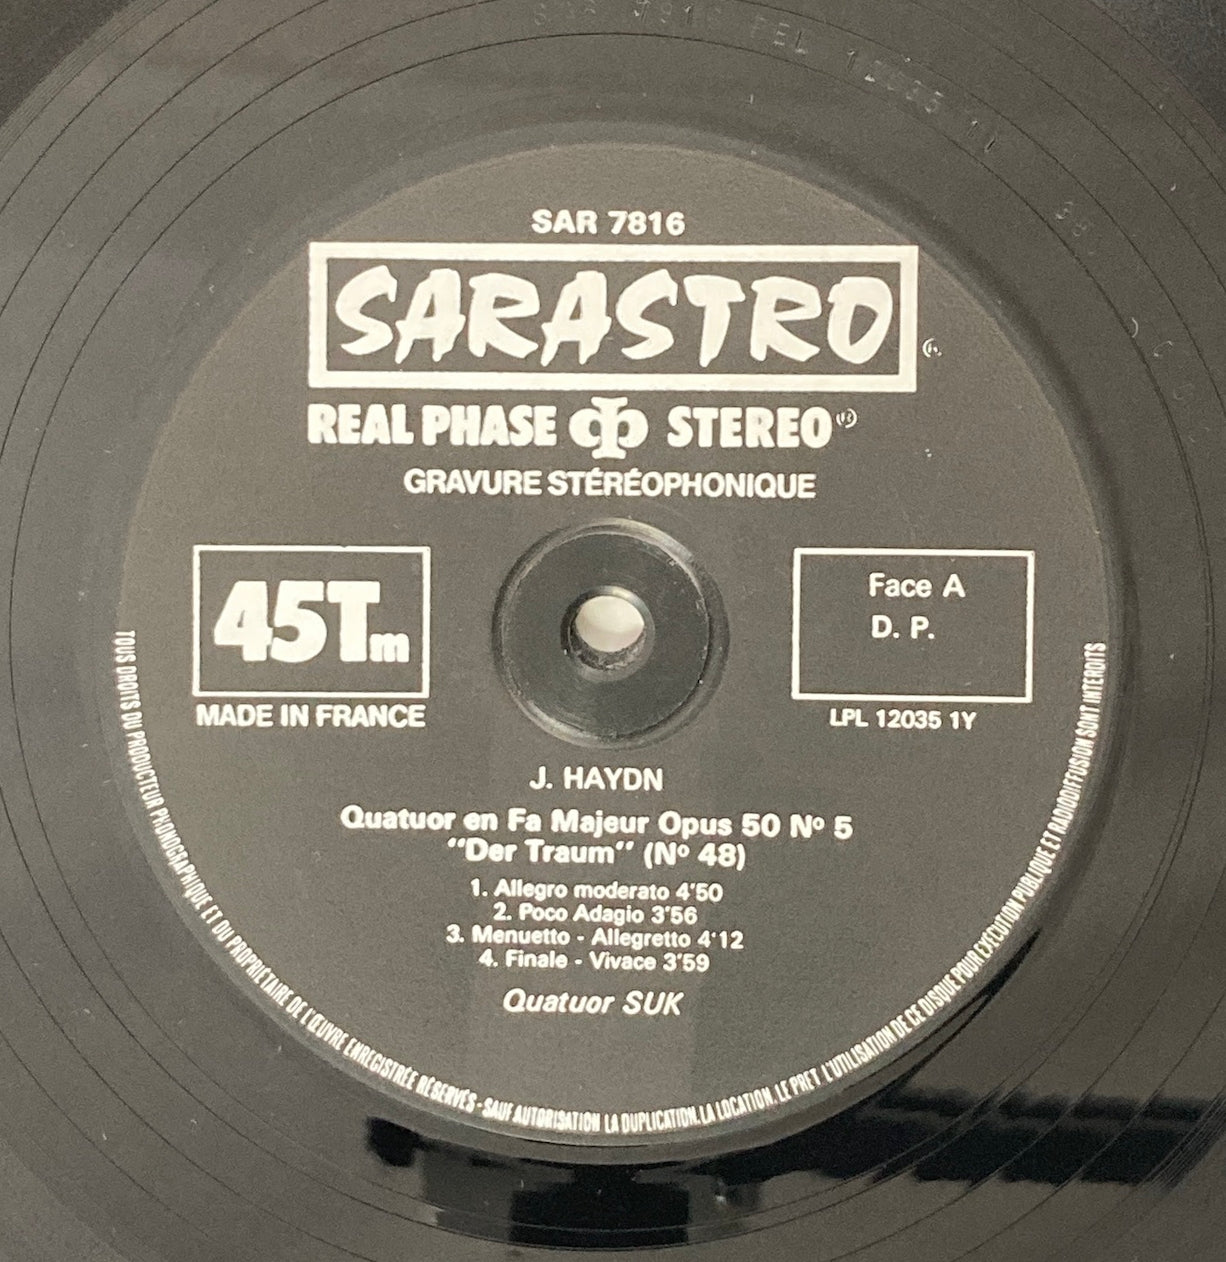 SAR 7816
SARASTRO
REAL PHASE STEREO®
GRAVURE STÉRÉOPHONIQUE
45Tm
MADE IN FRANCE
Face A
D. P.
LPL 12035 1Y
J. HAYDN
Quatuor en Fa Majeur Opus 50 Nº 5
"Der Traum" (Nº 48)
1. Allegro moderato 4'50
2. Poco Adagio 3'56
3. Menuetto - Allegretto 4'12
4. Finale - Vivace 3'59
Quatuor SUK
TOUS DROITS DU PRODUCTEUR PHONOGRAPHIQUE ET DU PROPRIÉTAIRE DE L'ŒUVRE ENREGISTRÉE RÉSERVÉS - SAUF AUTORISATION LA DUPLICATION, LA LOCATION, LE PRET L'UTILISATION DE CE DISQUE POUR EXÉCUTION PUBLIQUE ET RADIODIFFUSION SONT INTERDITS